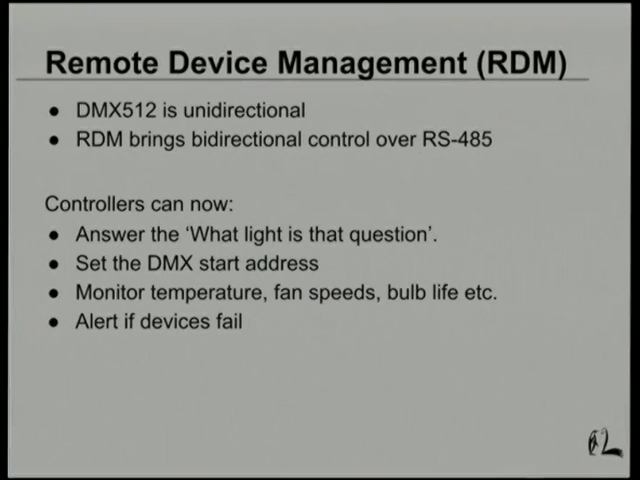 Remote Device Management (RDM)
● DMX512 is unidirectional
● RDM brings bidirectional control over RS-485
Controllers can now:
● Answer the ‘What light is that question’.
● Set the DMX start address
● Monitor temperature, fan speeds, bulb life etc.
● Alert if devices fail